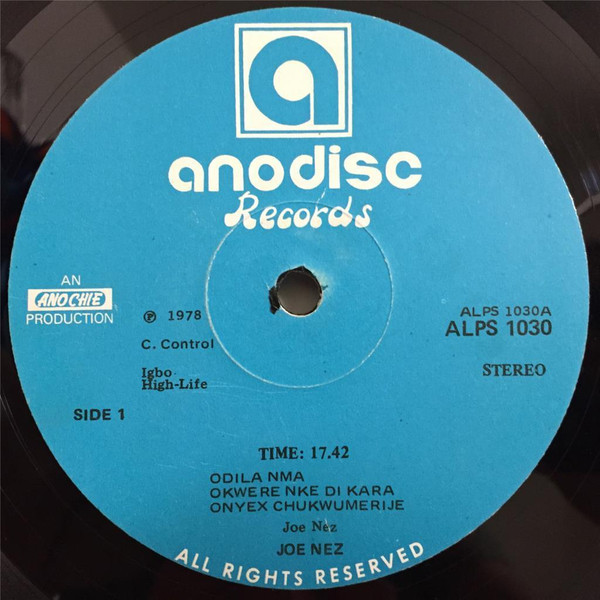 a
anodisc
Records
AN
ANOCHIE
PRODUCTION
℗ 1978
C. Control
Igbo
High-Life
SIDE 1
ALPS 1030A
ALPS 1030
STEREO
TIME: 17.42
ODILA NMA
OKWERE NKE DI KARA
ONYEX CHUKWUMERIJE
Joe Nez
JOE NEZ
ALL RIGHTS RESERVED